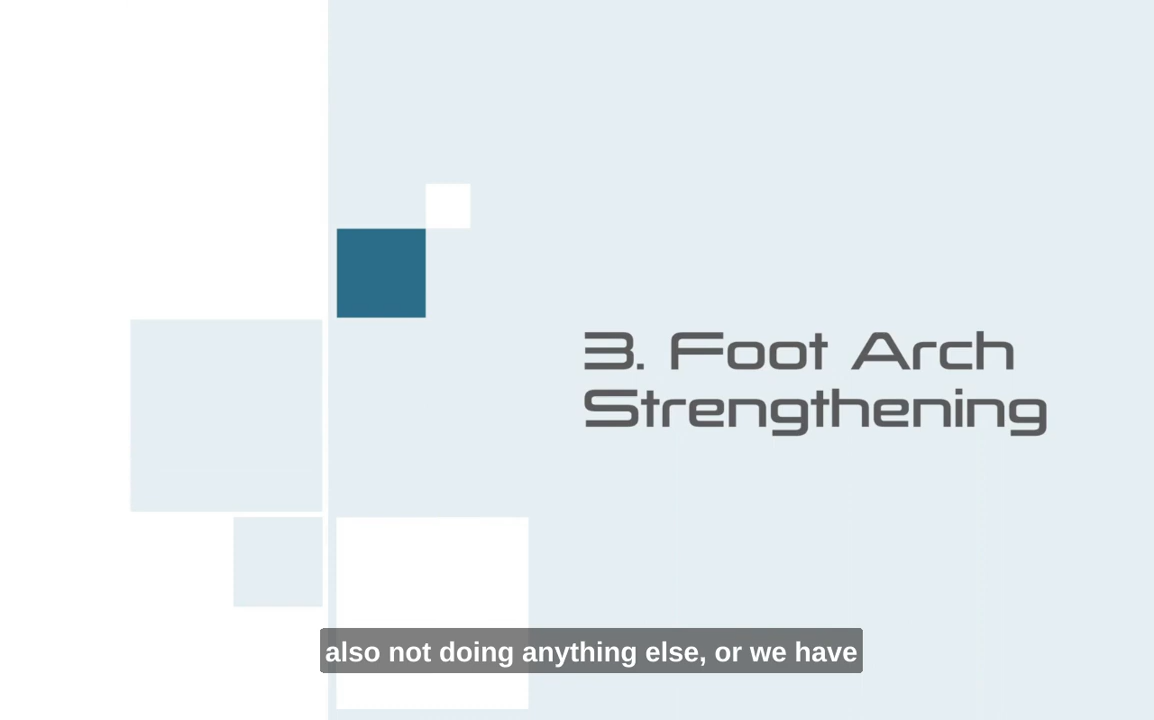 3. Foot Arch
Strengthening
also not doing anything else, or we have